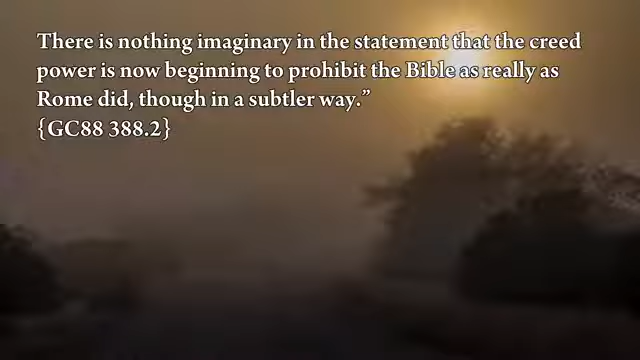 There is nothing imaginary in the statement that the creed
power is now beginning to prohibit the Bible as really as
Rome did, though in a subtler way.”
{GC88 388.2}